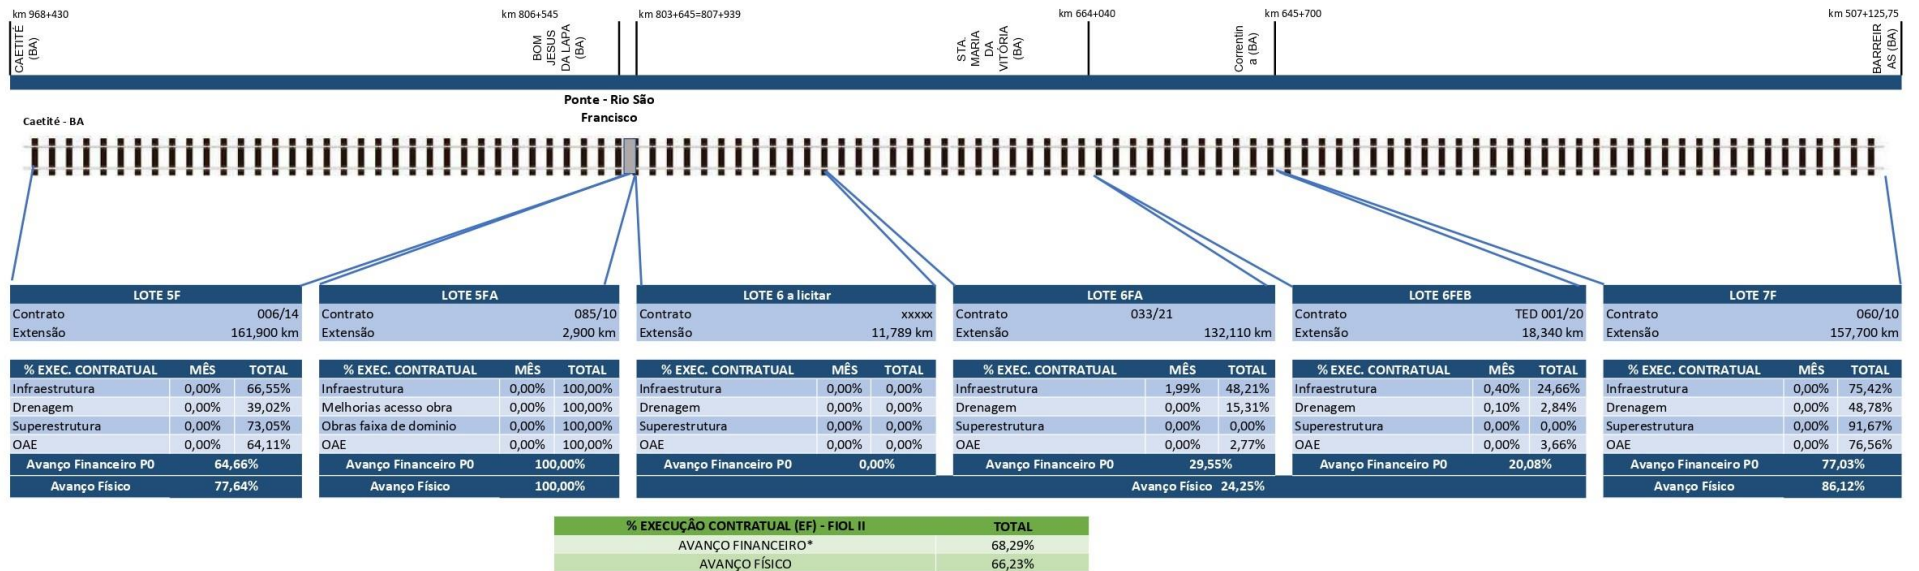 km 968+430
km 806+545
km 803+645=807+939
km 664+040
km 645+700
km 507+125,75
CAETITÉ
(BA)
BOM
JESUS
DA LAPA
(BA)
STA.
MARIA
DA
VITÓRIA
(BA)
Correntin
a (BA)
BARREIR
AS (BA)
Ponte - Rio São
Francisco
Caetité - BA
LOTE 5F
Contrato 006/14
Extensão 161,900 km
% EXEC. CONTRATUAL MÊS TOTAL
Infraestrutura 0,00% 66,55%
Drenagem 0,00% 39,02%
Superestrutura 0,00% 73,05%
OAE 0,00% 64,11%
Avanço Financeiro P0 64,66%
Avanço Físico 77,64%
LOTE 5FA
Contrato 085/10
Extensão 2,900 km
% EXEC. CONTRATUAL MÊS TOTAL
Infraestrutura 0,00% 100,00%
Melhorias acesso obra 0,00% 100,00%
Obras faixa de dominio 0,00% 100,00%
OAE 0,00% 100,00%
Avanço Financeiro P0 100,00%
Avanço Físico 100,00%
LOTE 6 a licitar
Contrato xxxxx
Extensão 11,789 km
% EXEC. CONTRATUAL MÊS TOTAL
Infraestrutura 0,00% 0,00%
Drenagem 0,00% 0,00%
Superestrutura 0,00% 0,00%
OAE 0,00% 0,00%
Avanço Financeiro P0 0,00%
LOTE 6FA
Contrato 033/21
Extensão 132,110 km
% EXEC. CONTRATUAL MÊS TOTAL
Infraestrutura 1,99% 48,21%
Drenagem 0,00% 15,31%
Superestrutura 0,00% 0,00%
OAE 0,00% 2,77%
Avanço Financeiro P0 29,55%
LOTE 6FEB
Contrato TED 001/20
Extensão 18,340 km
% EXEC. CONTRATUAL MÊS TOTAL
Infraestrutura 0,40% 24,66%
Drenagem 0,10% 2,84%
Superestrutura 0,00% 0,00%
OAE 0,00% 3,66%
Avanço Financeiro P0 20,08%
Avanço Físico 24,25%
LOTE 7F
Contrato 060/10
Extensão 157,700 km
% EXEC. CONTRATUAL MÊS TOTAL
Infraestrutura 0,00% 75,42%
Drenagem 0,00% 48,78%
Superestrutura 0,00% 91,67%
OAE 0,00% 76,56%
Avanço Financeiro P0 77,03%
Avanço Físico 86,12%
% EXECUÇÂO CONTRATUAL (EF) - FIOL II TOTAL
AVANÇO FINANCEIRO* 68,29%
AVANÇO FÍSICO 66,23%